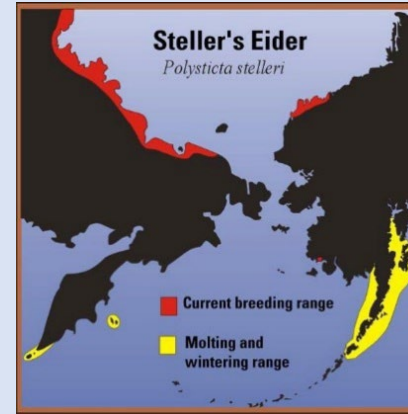 Steller's Eider
Polysticta stelleri
Current breeding range
Molting and
wintering range